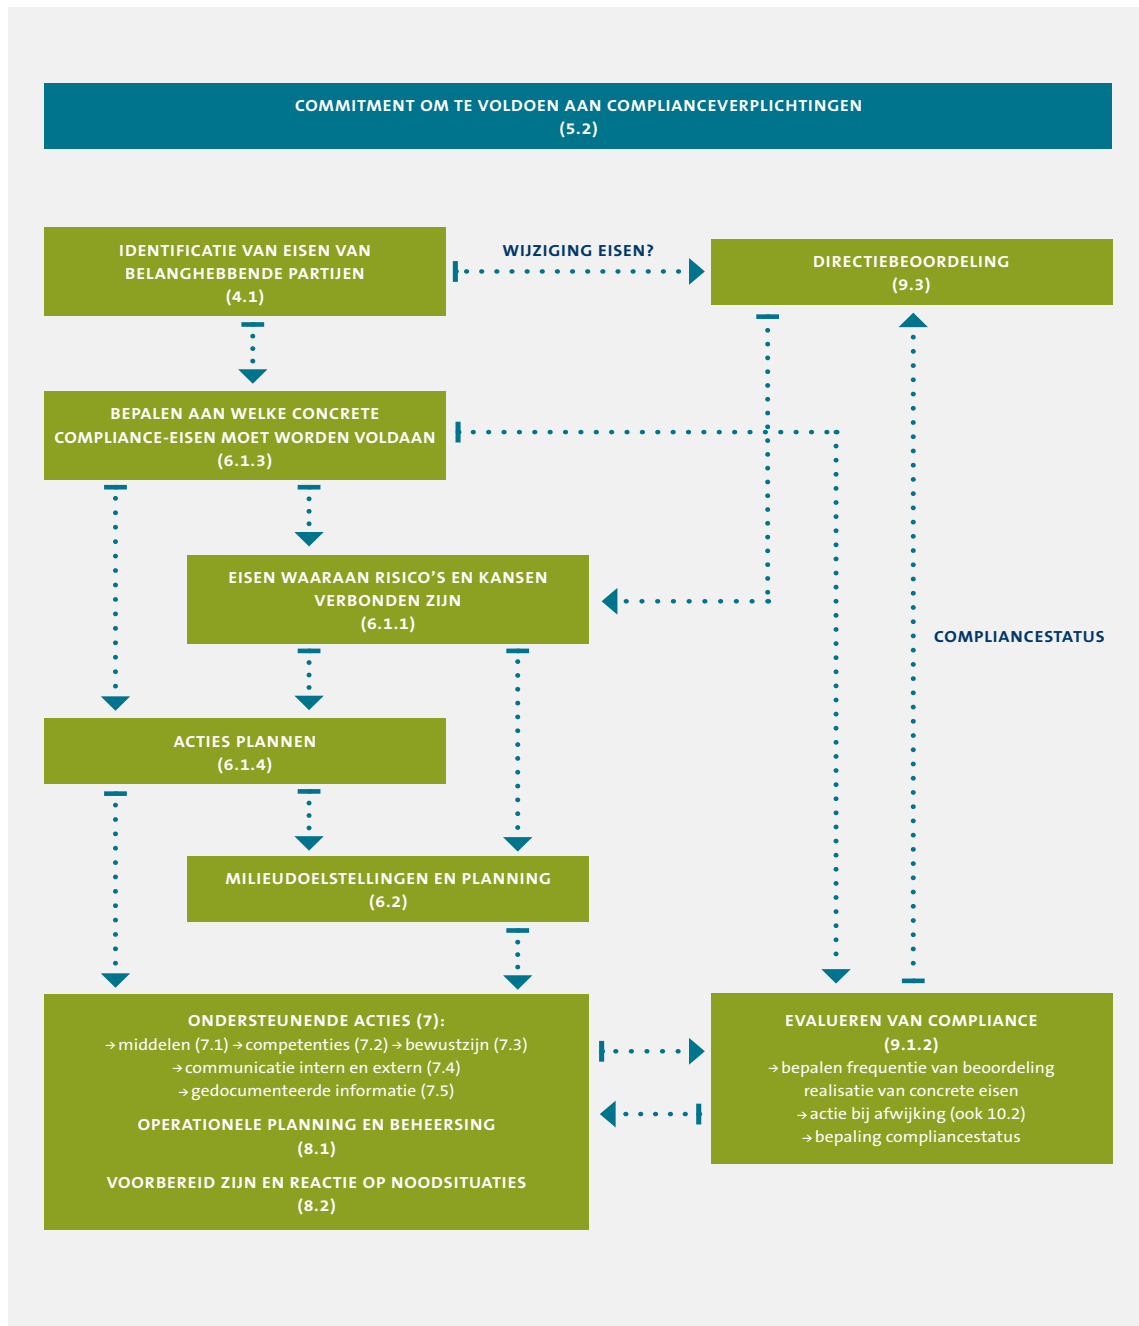 COMMITMENT OM TE VOLDOEN AAN COMPLIANCEVERPLICHTINGEN
(5.2)
IDENTIFICATIE VAN EISEN VAN
BELANGHEBBENDE PARTIJEN
(4.1)
WIJZIGING EISEN?
DIRECTIEBEOORDELING
(9.3)
BEPALEN AAN WELKE CONCRETE
COMPLIANCE-EISEN MOET WORDEN VOLDAAN
(6.1.3)
EISEN WAARAAN RISICO'S EN KANSEN
VERBONDEN ZIJN
(6.1.1)
COMPLIANCESTATUS
ACTIES PLANNEN
(6.1.4)
MILIEUDOELSTELLINGEN EN PLANNING
(6.2)
ONDERSTEUNENDE ACTIES (7):
→ middelen (7.1) → competenties (7.2) → bewustzijn (7.3)
→ communicatie intern en extern (7.4)
→ gedocumenteerde informatie (7.5)
OPERATIONELE PLANNING EN BEHEERSING
(8.1)
VOORBEREID ZIJN EN REACTIE OP NOODSITUATIES
(8.2)
EVALUEREN VAN COMPLIANCE
(9.1.2)
→ bepalen frequentie van beoordeling
realisatie van concrete eisen
→ actie bij afwijking (ook 10.2)
→ bepaling compliancestatus